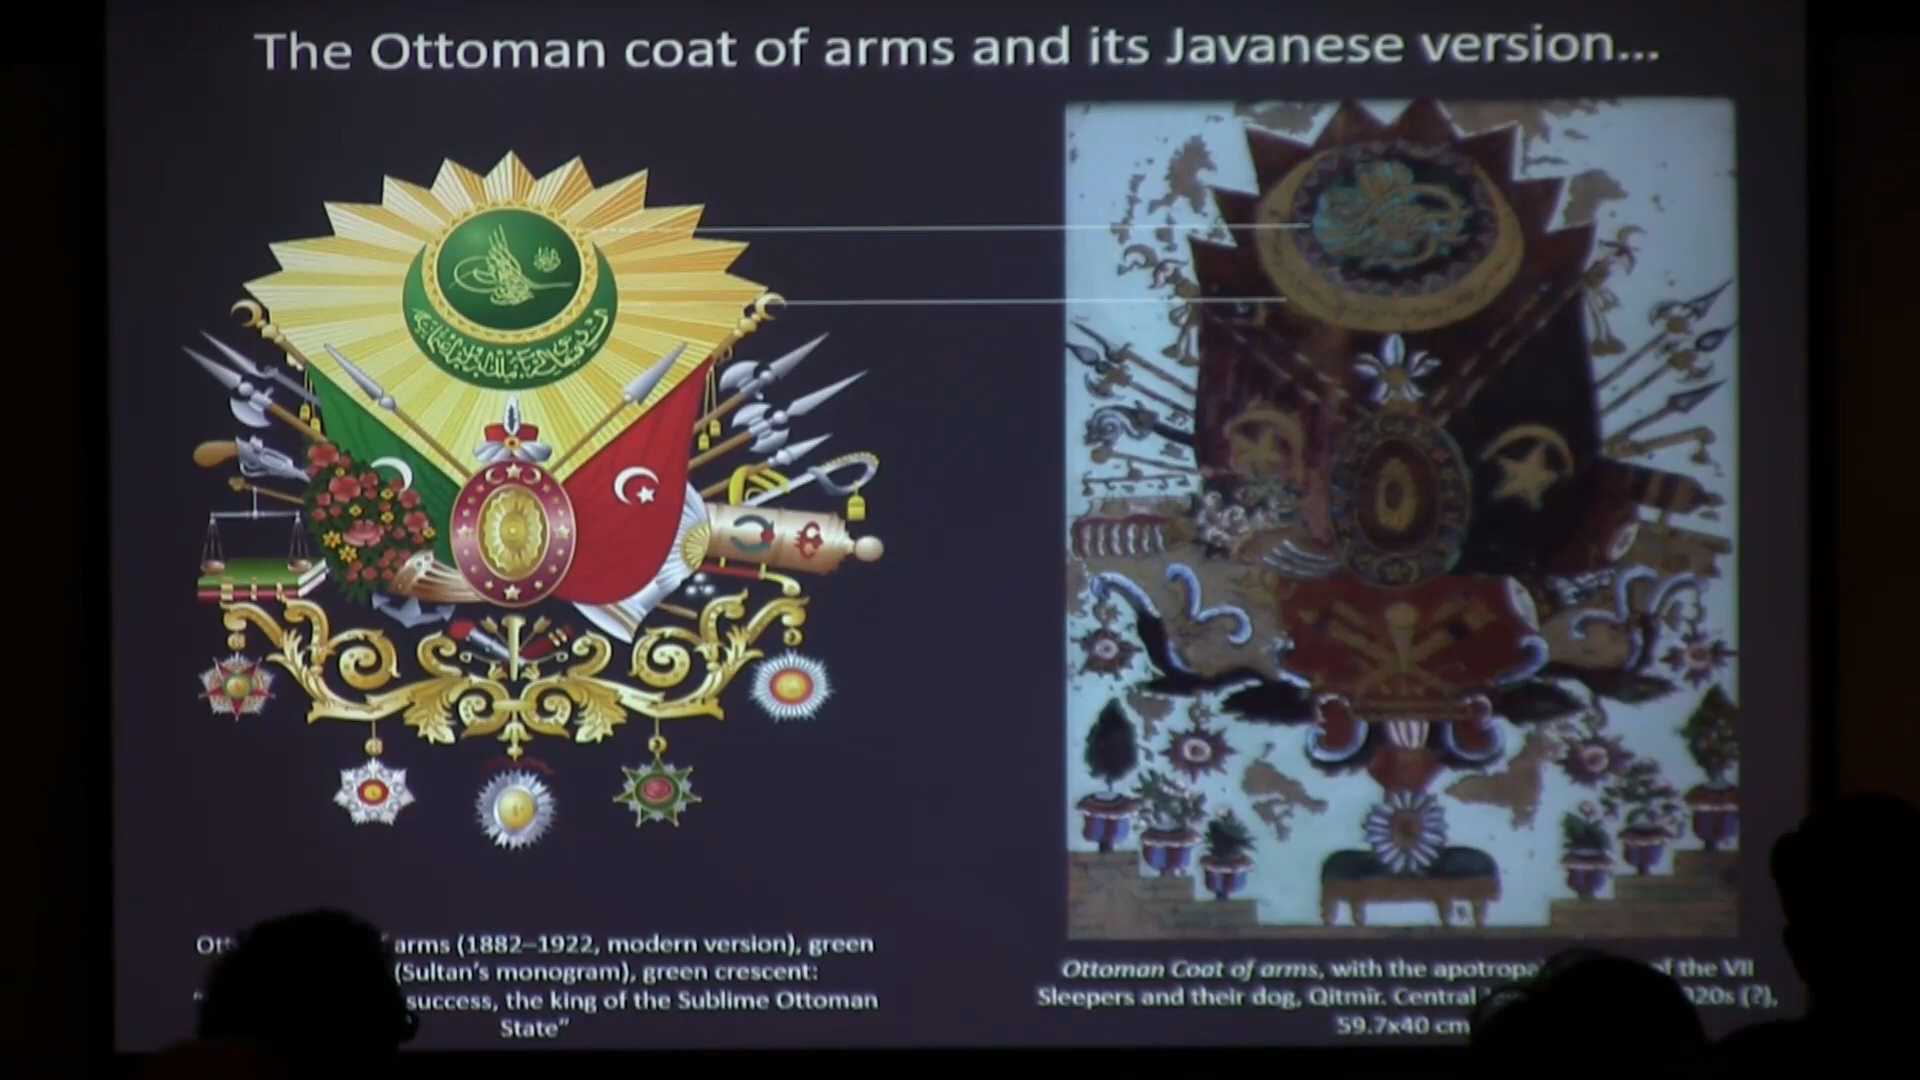 The Ottoman coat of arms and its Javanese version...
arms (1882–1922, modern version), green
(Sultan's monogram), green crescent:
success, the king of the Sublime Ottoman
State"
Ottoman Coat of arms, with the of the VII
Sleepers and their dog, Qitmīr. Central
59.7x40 cm